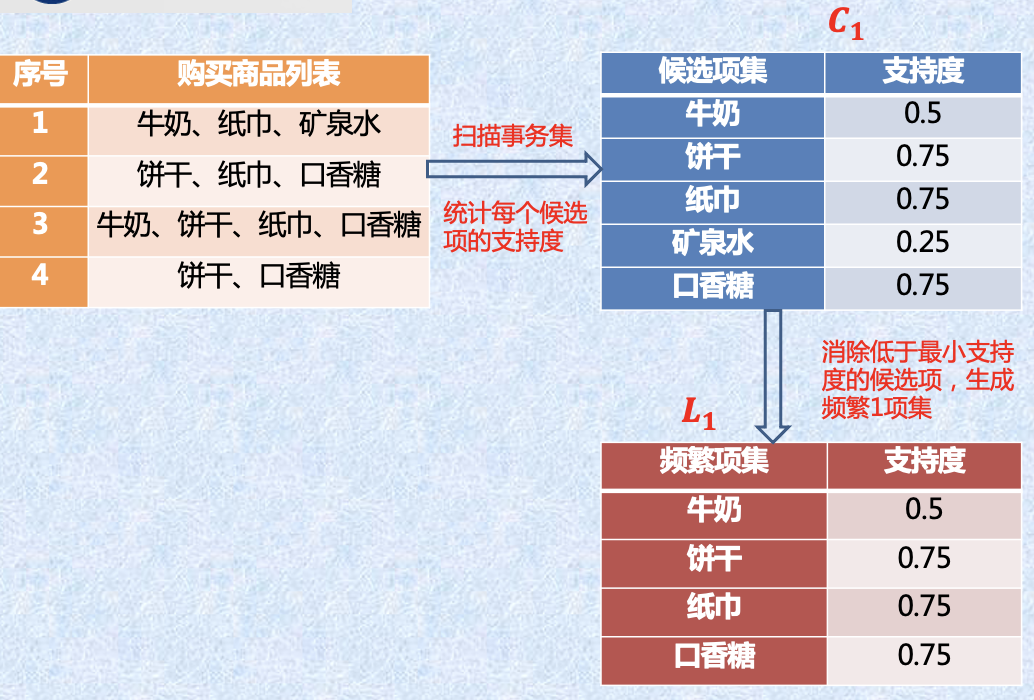 C1
序号 购买商品列表
1 牛奶、纸巾、矿泉水
2 饼干、纸巾、口香糖
3 牛奶、饼干、纸巾、口香糖
4 饼干、口香糖
扫描事务集
统计每个候选
项的支持度
候选项集 支持度
牛奶 0.5
饼干 0.75
纸巾 0.75
矿泉水 0.25
口香糖 0.75
消除低于最小支持
度的候选项，生成
频繁1项集
L1
频繁项集 支持度
牛奶 0.5
饼干 0.75
纸巾 0.75
口香糖 0.75